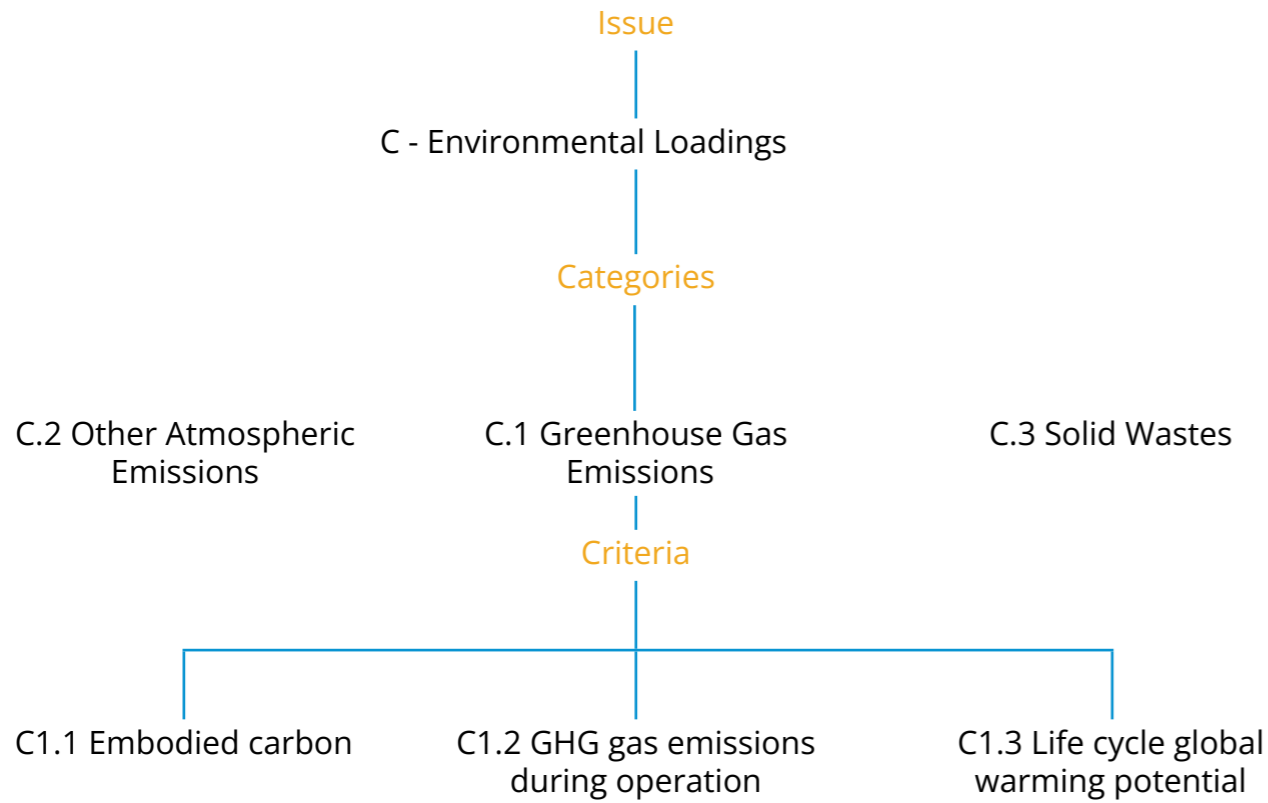 Issue
C - Environmental Loadings
Categories
C.2 Other Atmospheric
Emissions
C.1 Greenhouse Gas
Emissions
C.3 Solid Wastes
Criteria
C1.1 Embodied carbon
C1.2 GHG gas emissions
during operation
C1.3 Life cycle global
warming potential